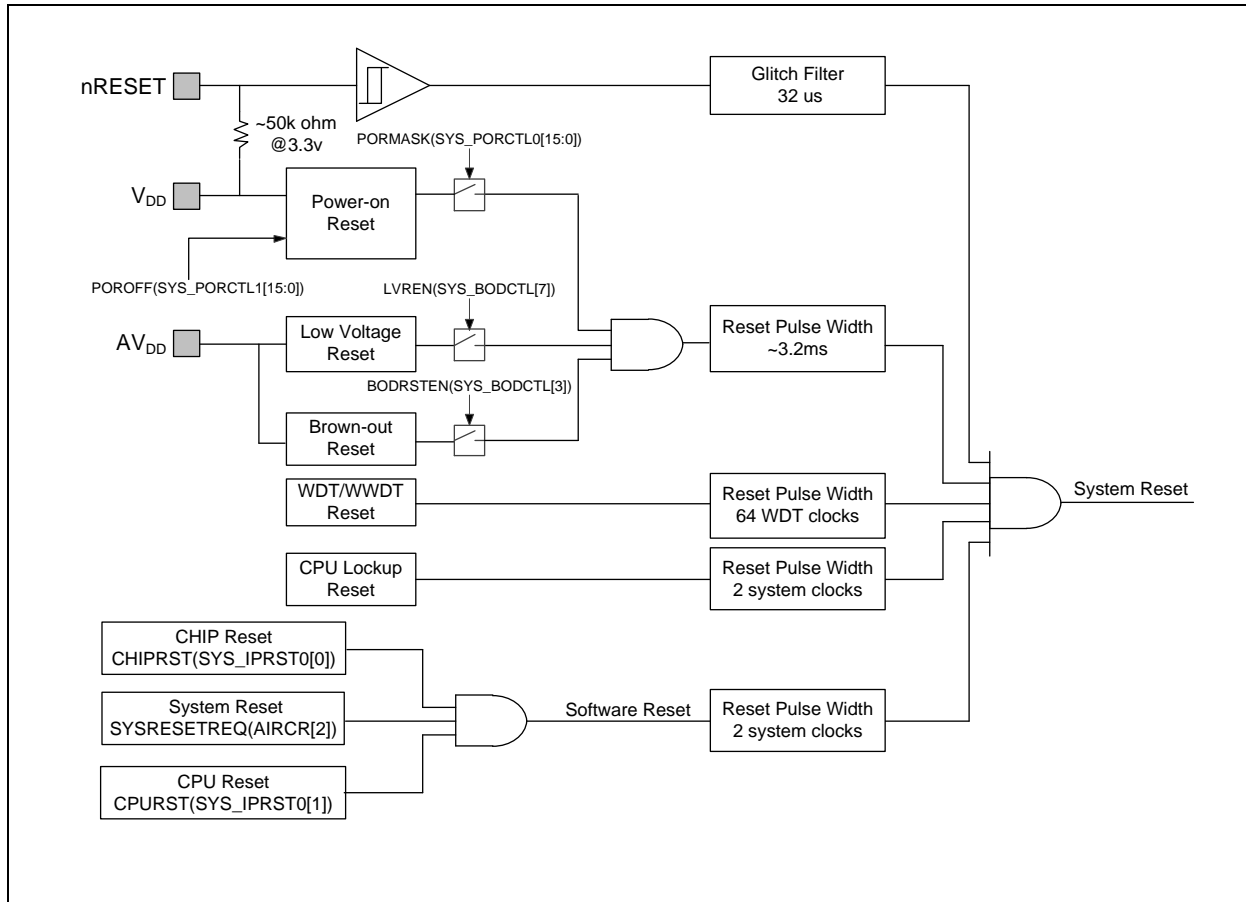 nRESET
Glitch Filter
32 us
~50k ohm
@3.3v
PORMASK(SYS_PORCTL0[15:0])
VDD
Power-on
Reset
POROFF(SYS_PORCTL1[15:0])
LVREN(SYS_BODCTL[7])
AVDD
Low Voltage
Reset
Reset Pulse Width
~3.2ms
BODRSTEN(SYS_BODCTL[3])
Brown-out
Reset
WDT/WWDT
Reset
Reset Pulse Width
64 WDT clocks
System Reset
CPU Lockup
Reset
Reset Pulse Width
2 system clocks
CHIP Reset
CHIPRST(SYS_IPRST0[0])
System Reset
SYSRESETREQ(AIRCR[2])
Software Reset
Reset Pulse Width
2 system clocks
CPU Reset
CPURST(SYS_IPRST0[1])